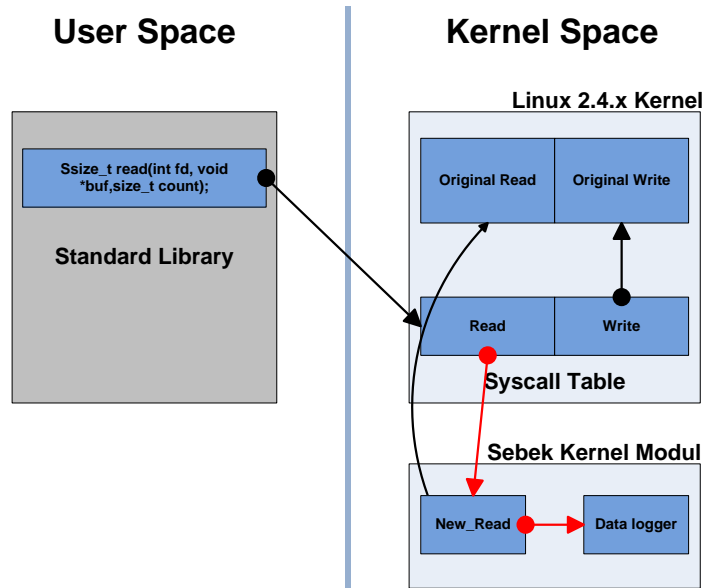 User Space
Kernel Space
Linux 2.4.x Kernel
Ssize_t read(int fd, void
*buf,size_t count);
Original Read
Original Write
Standard Library
Read
Write
Syscall Table
Sebek Kernel Modul
New_Read
Data logger